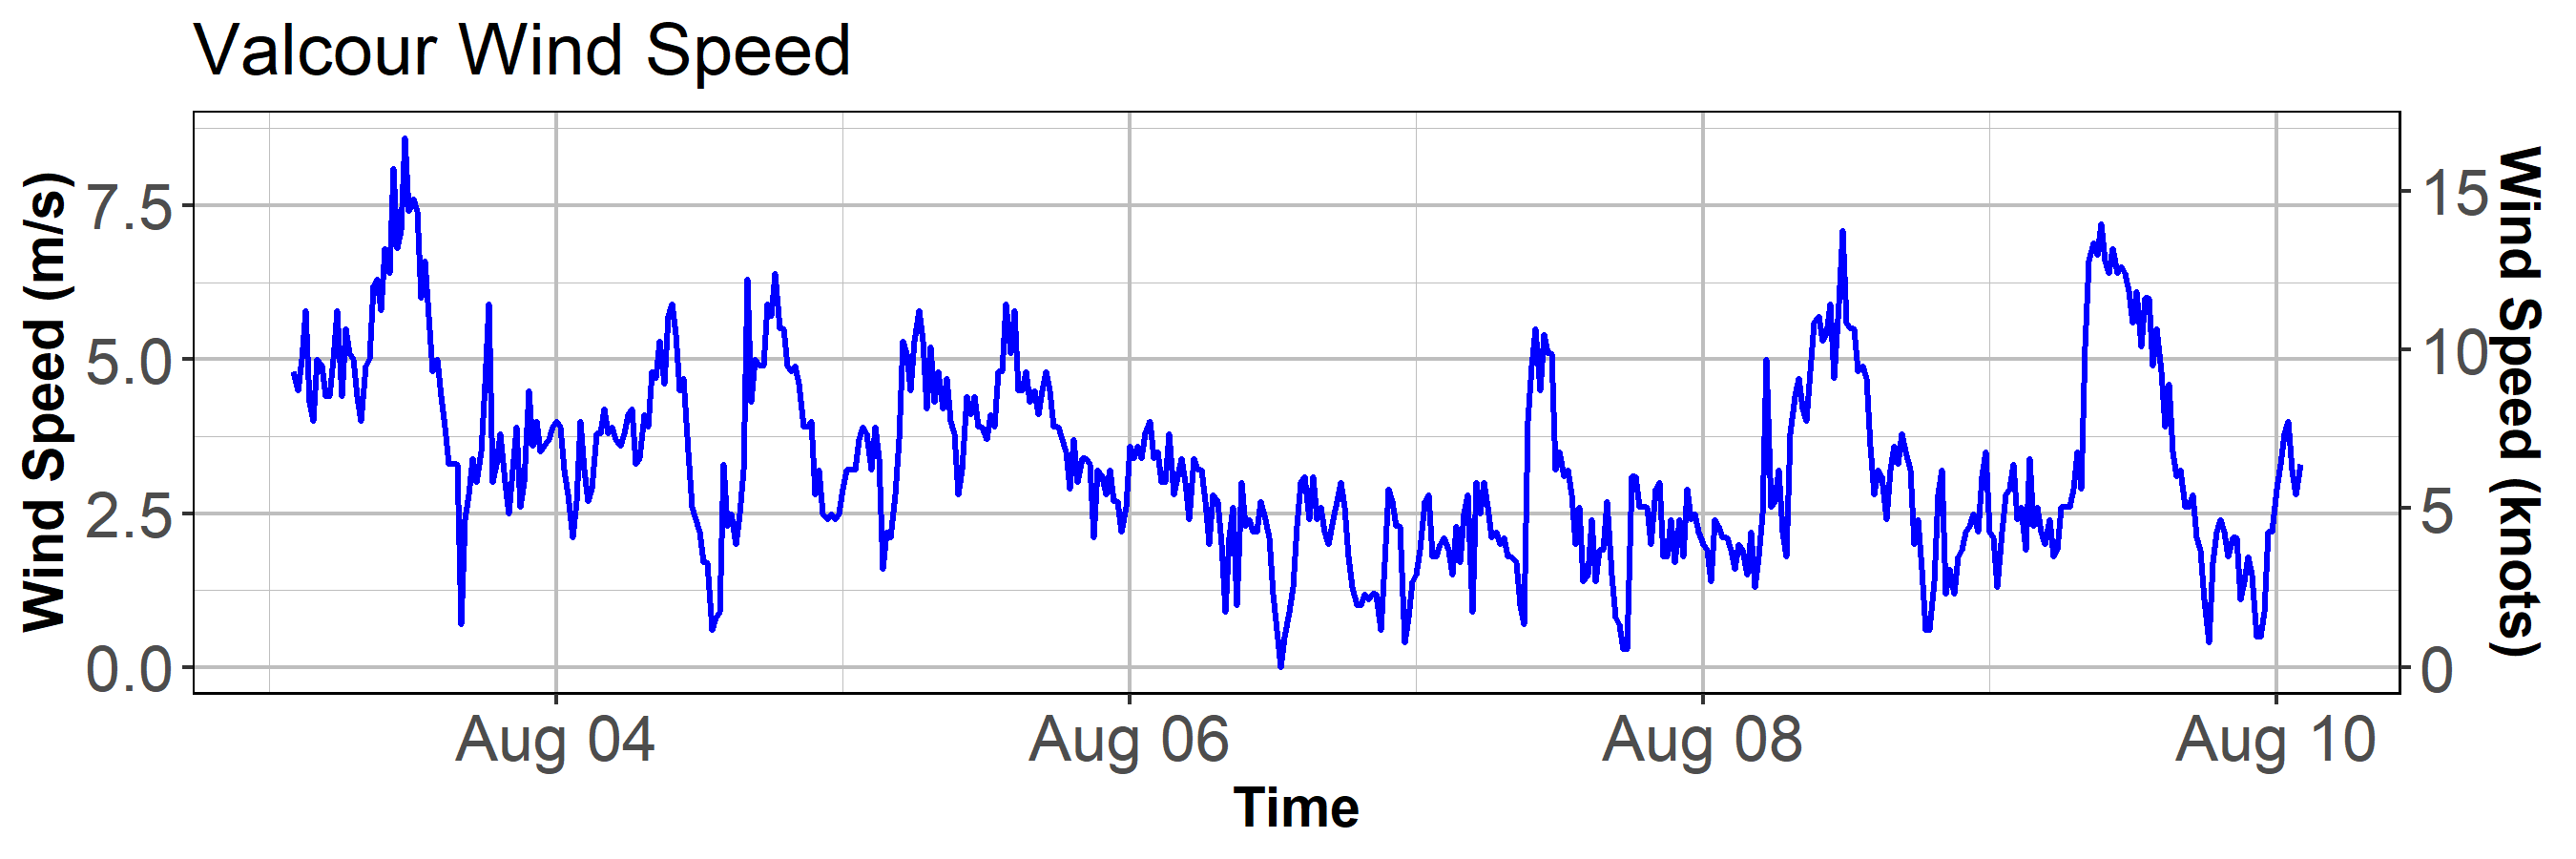 Valcour Wind Speed
Wind Speed (m/s)
7.5
5.0
2.5
0.0
15
10
5
0
Wind Speed (knots)
Aug 04
Aug 06
Aug 08
Aug 10
Time